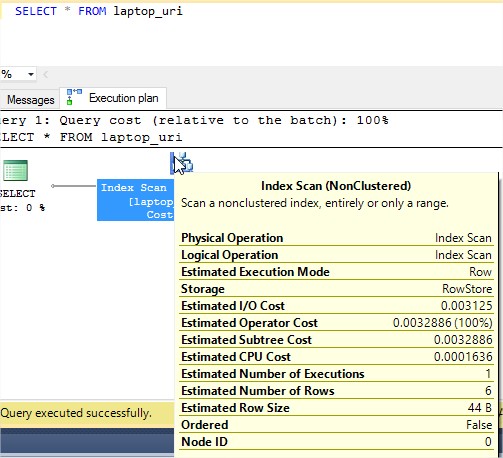 SELECT * FROM laptop_uri
%
Messages Execution plan
ery 1: Query cost (relative to the batch): 100%
LECT * FROM laptop_uri
SELECT
st: 0 %
Index Scan
[laptop
Cost
Index Scan (NonClustered)
Scan a nonclustered index, entirely or only a range.
Physical Operation Index Scan
Logical Operation Index Scan
Estimated Execution Mode Row
Storage RowStore
Estimated I/O Cost 0.003125
Estimated Operator Cost 0.0032886 (100%)
Estimated Subtree Cost 0.0032886
Estimated CPU Cost 0.0001636
Estimated Number of Executions 1
Estimated Number of Rows 6
Estimated Row Size 44 B
Ordered False
Node ID 0
Query executed successfully.